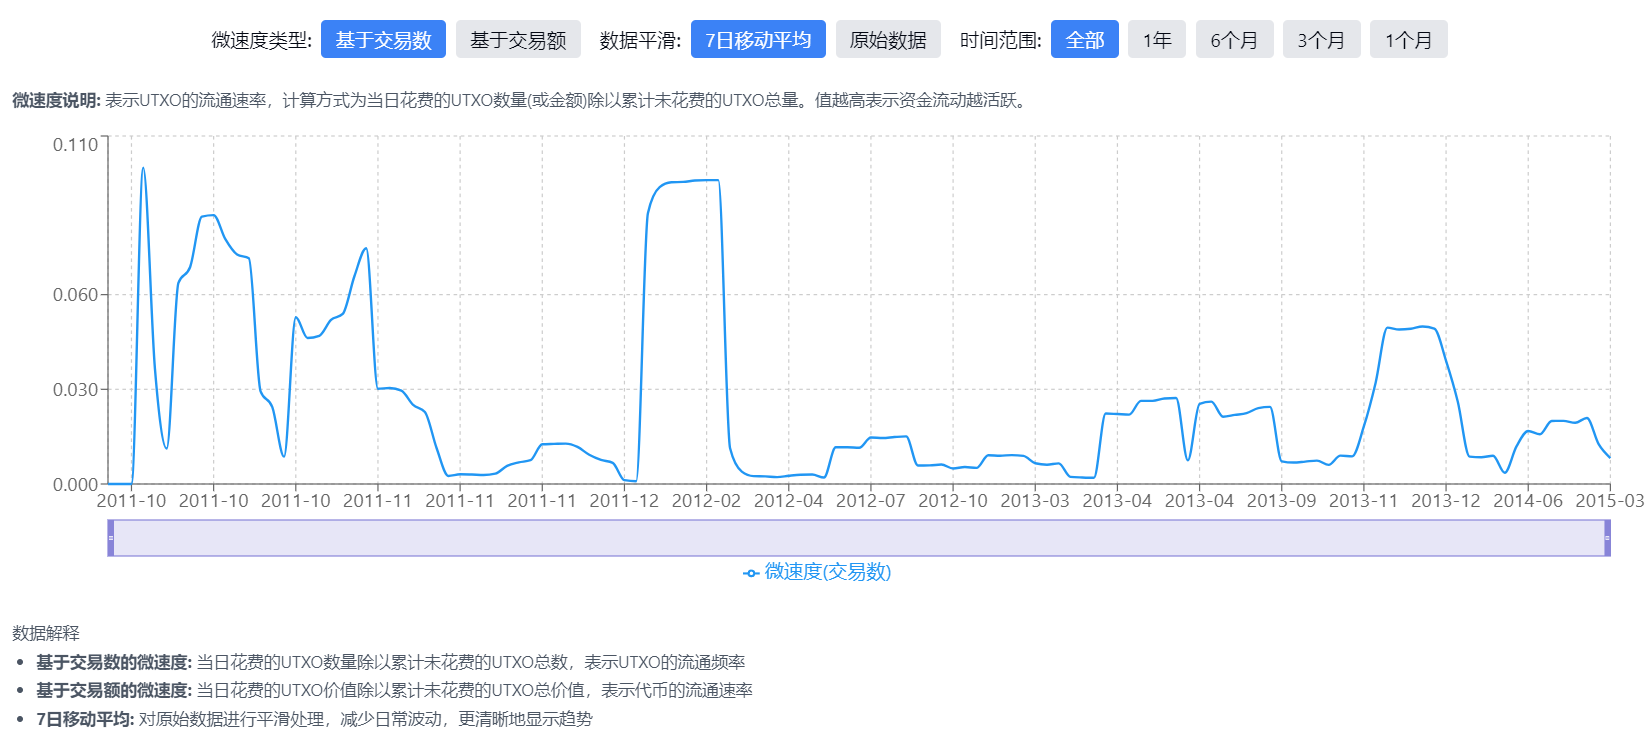 微速度类型: 基于交易数 基于交易额 数据平滑: 7日移动平均 原始数据 时间范围: 全部 1年 6个月 3个月 1个月
微速度说明: 表示UTXO的流通速率，计算方式为当日花费的UTXO数量(或金额)除以累计未花费的UTXO总量。值越高表示资金流动越活跃。
0.110
0.060
0.030
0.000
2011-10 2011-10 2011-10 2011-11 2011-11 2011-11 2011-12 2012-02 2012-04 2012-07 2012-10 2013-03 2013-04 2013-04 2013-09 2013-11 2013-12 2014-06 2015-03
微速度(交易数)
数据解释
• 基于交易数的微速度: 当日花费的UTXO数量除以累计未花费的UTXO总数，表示UTXO的流通频率
• 基于交易额的微速度: 当日花费的UTXO价值除以累计未花费的UTXO总价值，表示代币的流通速率
• 7日移动平均: 对原始数据进行平滑处理，减少日常波动，更清晰地显示趋势